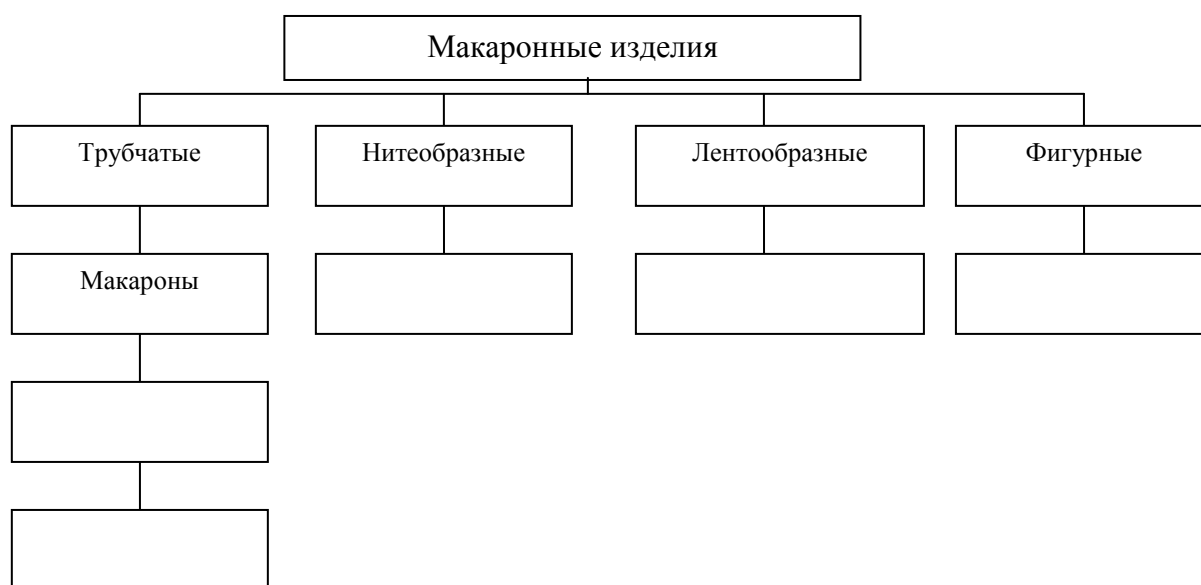 Макаронные изделия
Трубчатые
Нитеобразные
Лентообразные
Фигурные
Макароны